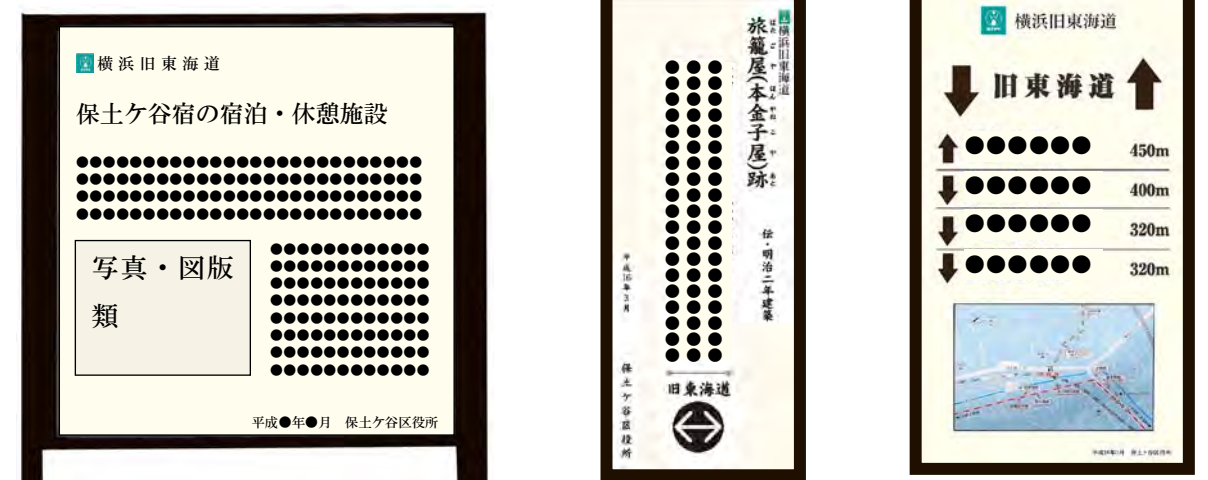 横浜旧東海道
保土ケ谷宿の宿泊・休憩施設
写真・図版
類
平成●年●月 保土ケ谷区役所
横浜旧東海道
旅籠屋(本金子屋)跡
伝・明治二年建築
平成16年3月
保土ケ谷区役所
旧東海道
横浜旧東海道
旧東海道
●●●●●● 450m
●●●●●● 400m
●●●●●● 320m
●●●●●● 320m